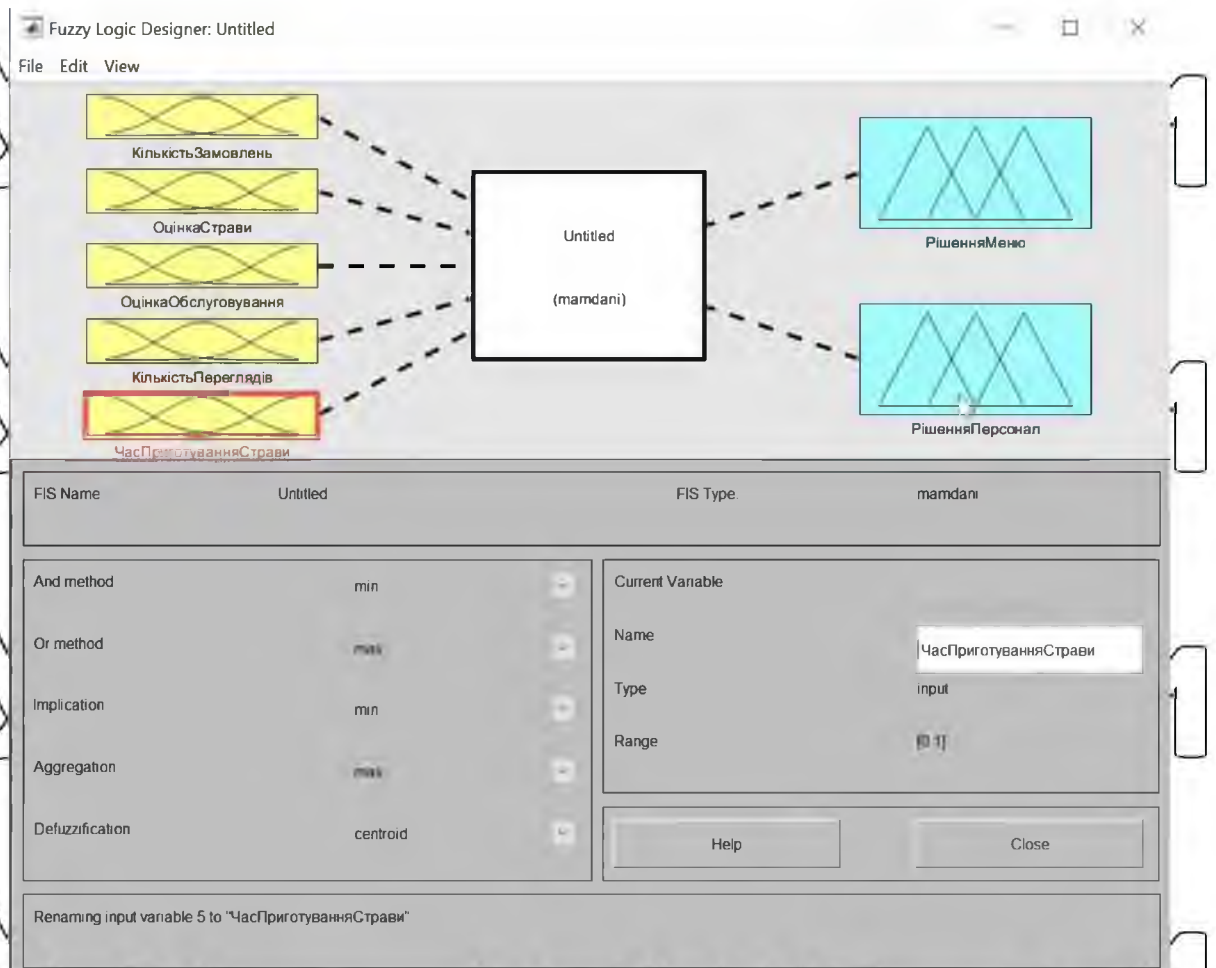 Fuzzy Logic Designer: Untitled
File Edit View
КількістьЗамовлень
ОцінкаСтрави
ОцінкаОбслуговування
КількістьПереглядів
ЧасПриготуванняСтрави
Untitled
(mamdani)
РішенняМеню
РішенняПерсонал
FIS Name Untitled FIS Type mamdani
And method min
Or method max
Implication min
Aggregation max
Defuzzification centroid
Current Variable
Name ЧасПриготуванняСтрави
Type input
Range [0 1]
Help Close
Renaming input variable 5 to "ЧасПриготуванняСтрави"